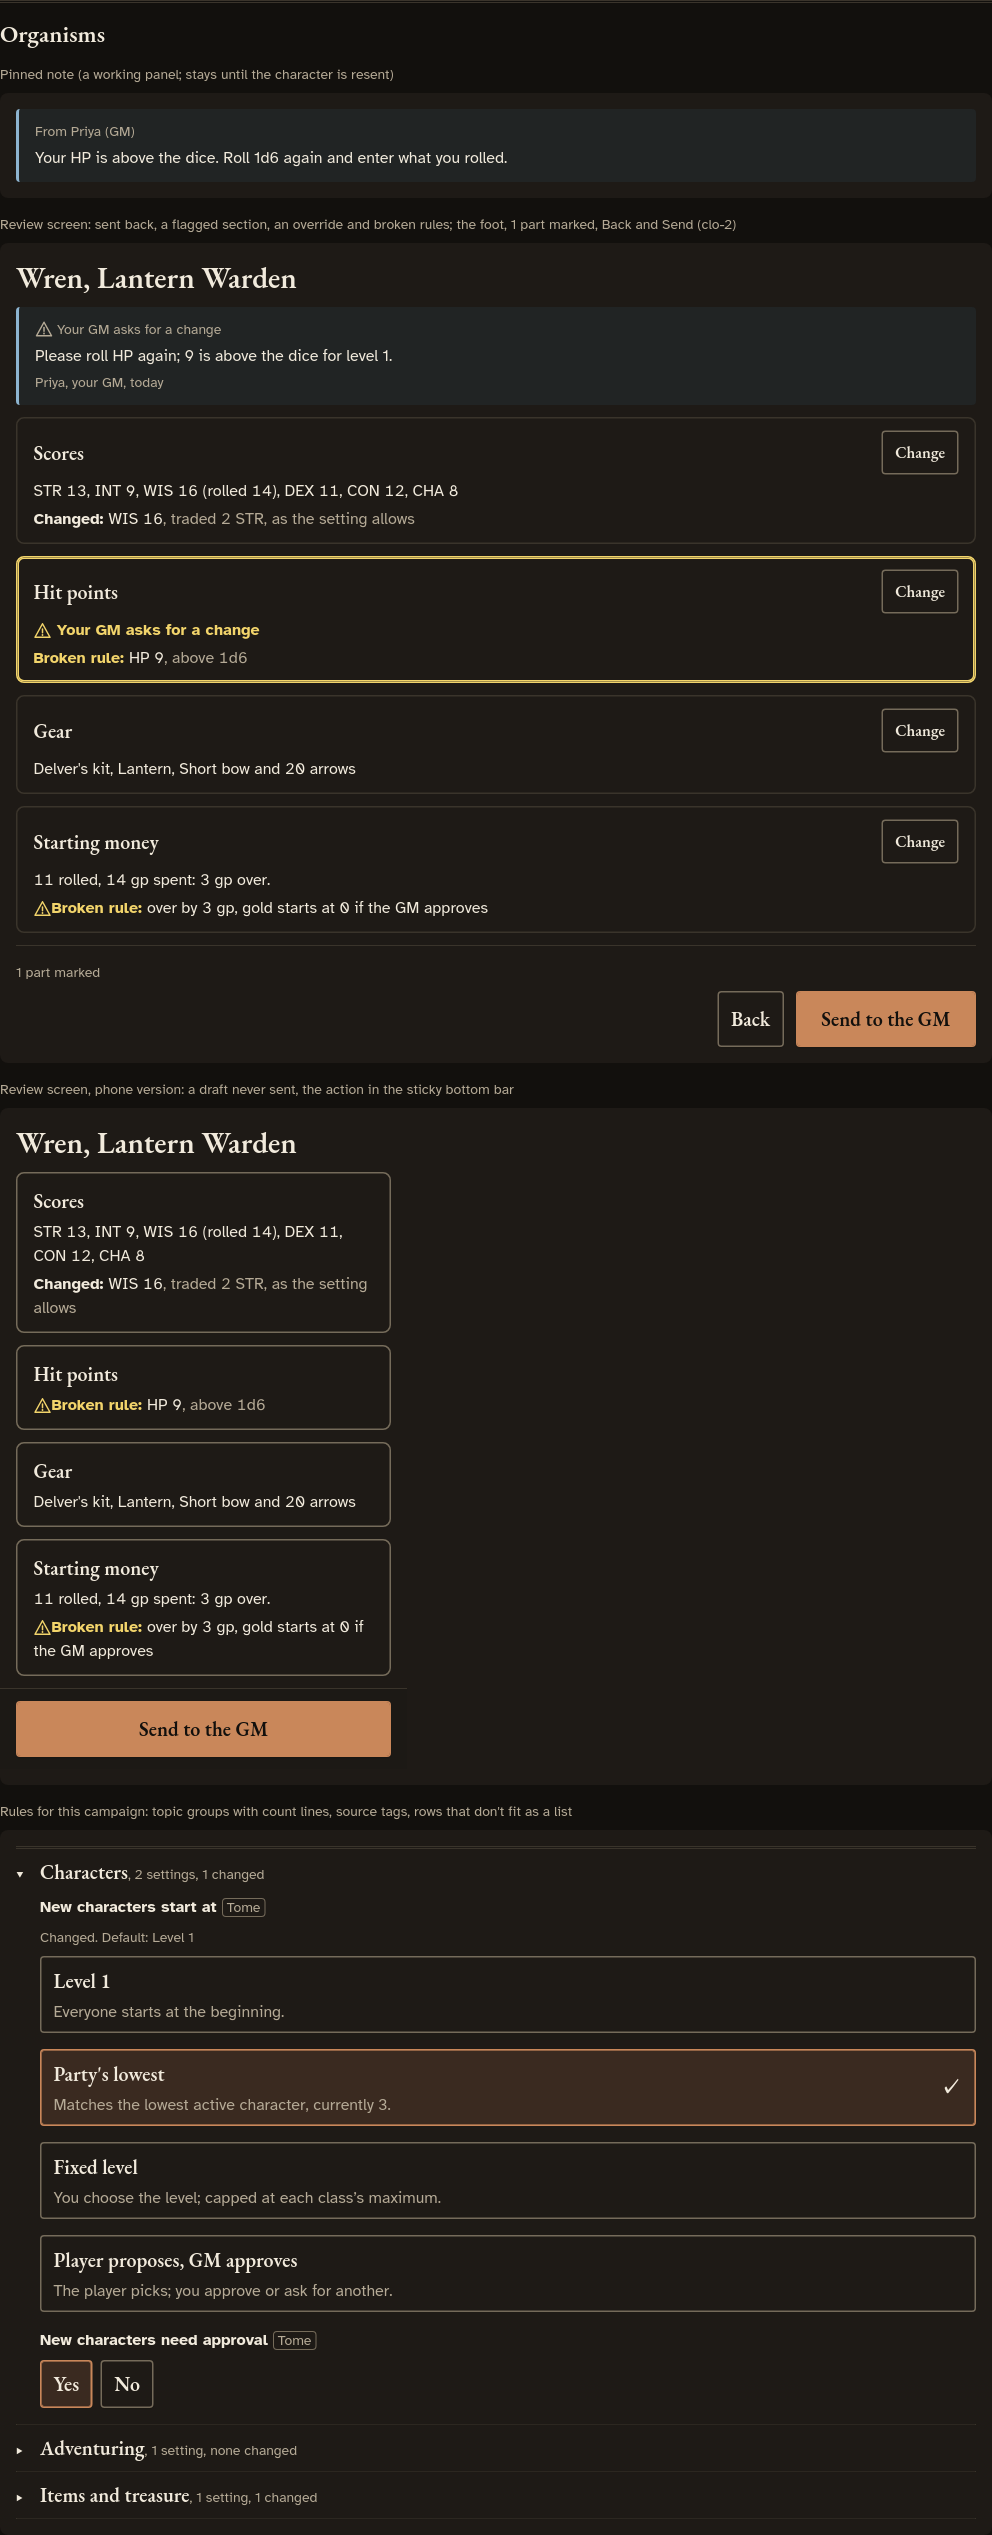 Organisms
Pinned note (a working panel; stays until the character is resent)
From Priya (GM)
Your HP is above the dice. Roll 1d6 again and enter what you rolled.
Review screen: sent back, a flagged section, an override and broken rules; the foot, 1 part marked, Back and Send (clo-2)
Wren, Lantern Warden
Your GM asks for a change
Please roll HP again; 9 is above the dice for level 1.
Priya, your GM, today
Scores
Change
STR 13, INT 9, WIS 16 (rolled 14), DEX 11, CON 12, CHA 8
Changed: WIS 16, traded 2 STR, as the setting allows
Hit points
Change
Your GM asks for a change
Broken rule: HP 9, above 1d6
Gear
Change
Delver's kit, Lantern, Short bow and 20 arrows
Starting money
Change
11 rolled, 14 gp spent: 3 gp over.
Broken rule: over by 3 gp, gold starts at 0 if the GM approves
1 part marked
Back
Send to the GM
Review screen, phone version: a draft never sent, the action in the sticky bottom bar
Wren, Lantern Warden
Scores
STR 13, INT 9, WIS 16 (rolled 14), DEX 11,
CON 12, CHA 8
Changed: WIS 16, traded 2 STR, as the setting
allows
Hit points
Broken rule: HP 9, above 1d6
Gear
Delver's kit, Lantern, Short bow and 20 arrows
Starting money
11 rolled, 14 gp spent: 3 gp over.
Broken rule: over by 3 gp, gold starts at 0 if
the GM approves
Send to the GM
Rules for this campaign: topic groups with count lines, source tags, rows that don't fit as a list
Characters, 2 settings, 1 changed
New characters start at Tome
Changed. Default: Level 1
Level 1
Everyone starts at the beginning.
Party's lowest
Matches the lowest active character, currently 3.
Fixed level
You choose the level; capped at each class's maximum.
Player proposes, GM approves
The player picks; you approve or ask for another.
New characters need approval Tome
Yes
No
Adventuring, 1 setting, none changed
Items and treasure, 1 setting, 1 changed